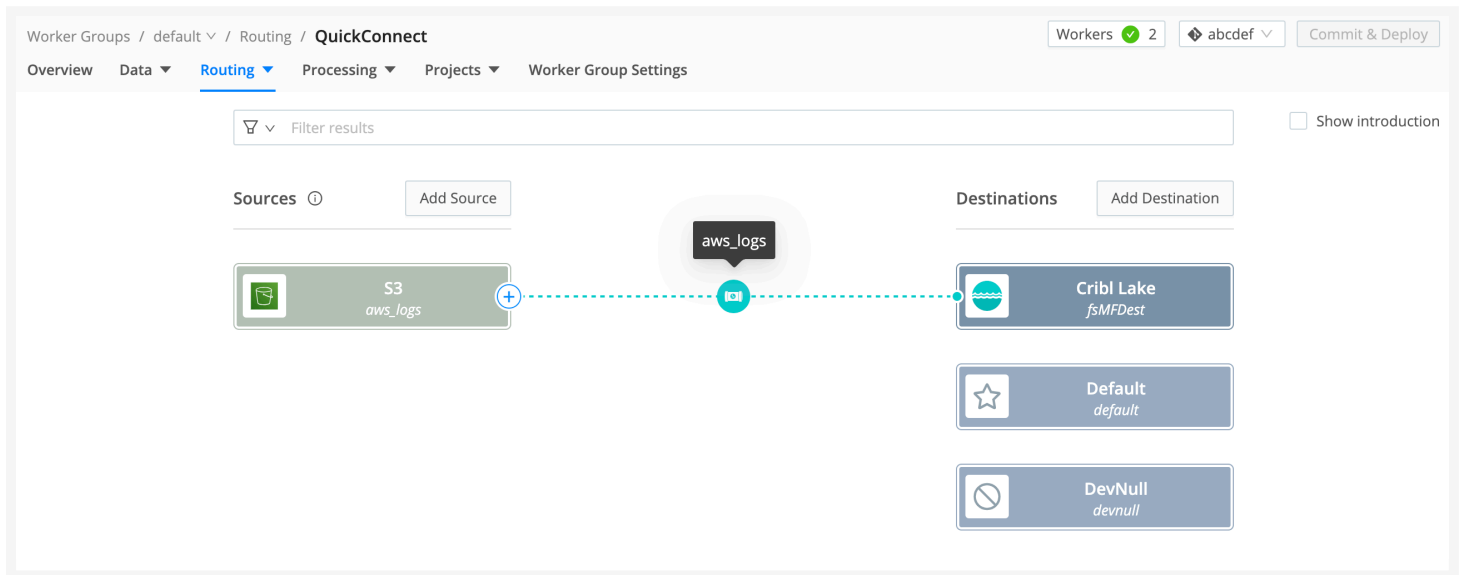 Worker Groups / default / Routing / QuickConnect
Workers 2
abcdef
Commit & Deploy
Overview Data Routing Processing Projects Worker Group Settings
Filter results
Show introduction
Sources
Add Source
Destinations
Add Destination
aws_logs
S3
aws_logs
Cribl Lake
fsMFDest
Default
default
DevNull
devnull